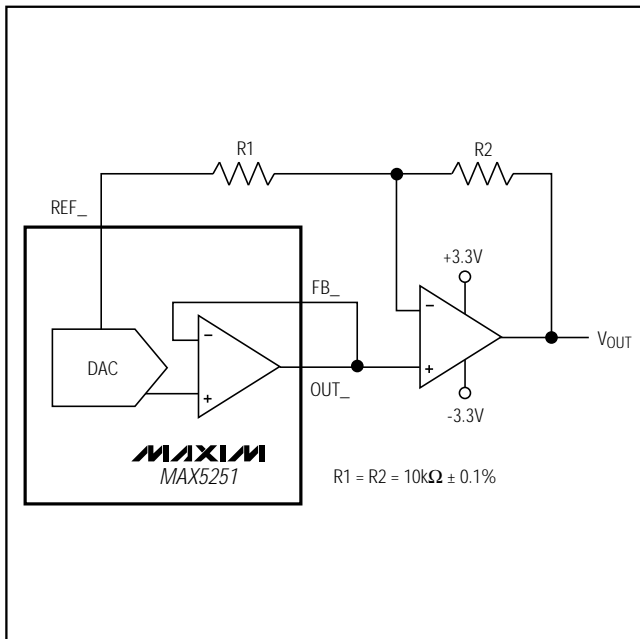 R1
R2
REF_
+3.3V
FB_
−
−
DAC
VOUT
+
+
OUT_
-3.3V
MAXIM
MAX5251
R1 = R2 = 10kΩ ± 0.1%